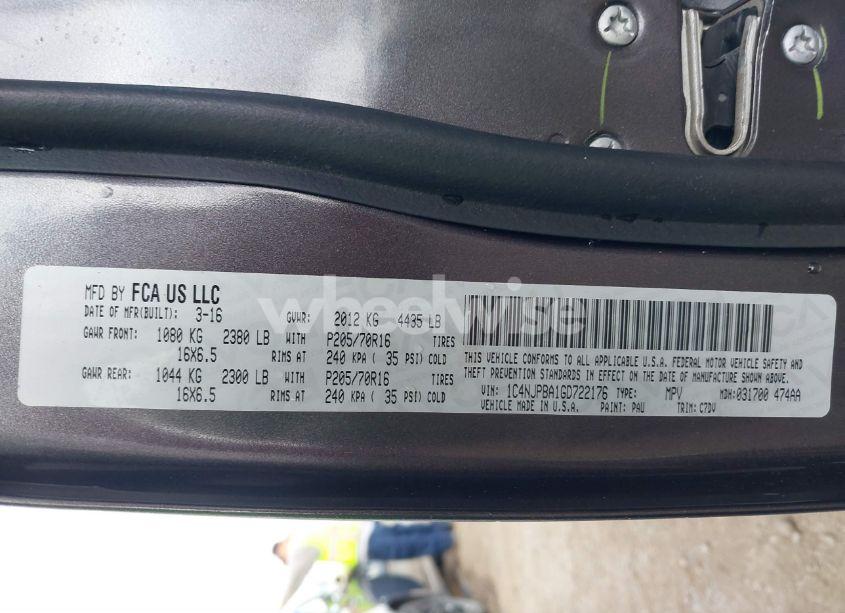 MFD BY FCA US LLC
DATE OF MFR(BUILT): 3-16 GVWR: 2012 KG 4435 LB
GAWR FRONT: 1080 KG 2380 LB WITH P205/70R16 TIRES
16X6.5 RIMS AT 240 KPA ( 35 PSI) COLD
GAWR REAR: 1044 KG 2300 LB WITH P205/70R16 TIRES
16X6.5 RIMS AT 240 KPA ( 35 PSI) COLD
THIS VEHICLE CONFORMS TO ALL APPLICABLE U.S.A. FEDERAL MOTOR VEHICLE SAFETY AND
THEFT PREVENTION STANDARDS IN EFFECT ON THE DATE OF MANUFACTURE SHOWN ABOVE.
VIN: 1C4NJPBA1GD722176 TYPE: MPV MDH: 031700 474AA
VEHICLE MADE IN U.S.A. PAINT: PAU TRIM: C7DV
wheelwise